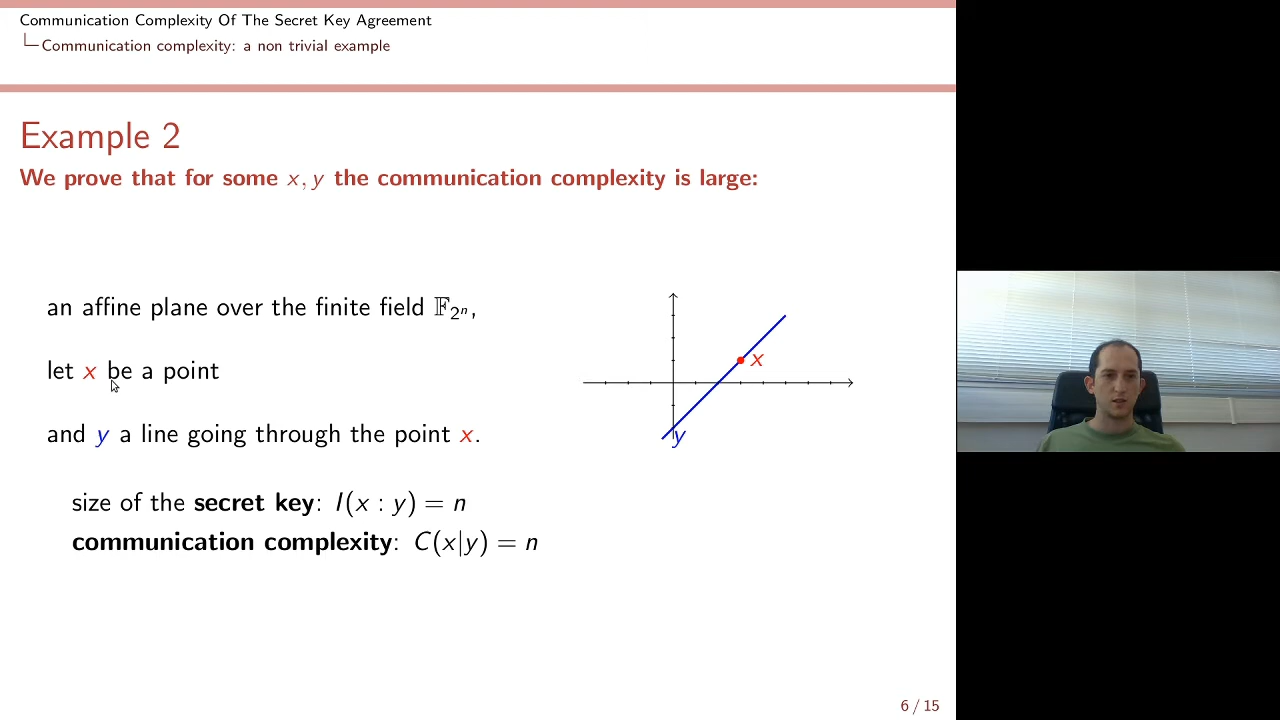 Communication Complexity Of The Secret Key Agreement
Communication complexity: a non trivial example
Example 2
We prove that for some x, y the communication complexity is large:
an affine plane over the finite field 𝔽_{2^n},
let x be a point
and y a line going through the point x.
x
y
size of the secret key: I(x : y) = n
communication complexity: C(x|y) = n
6 / 15